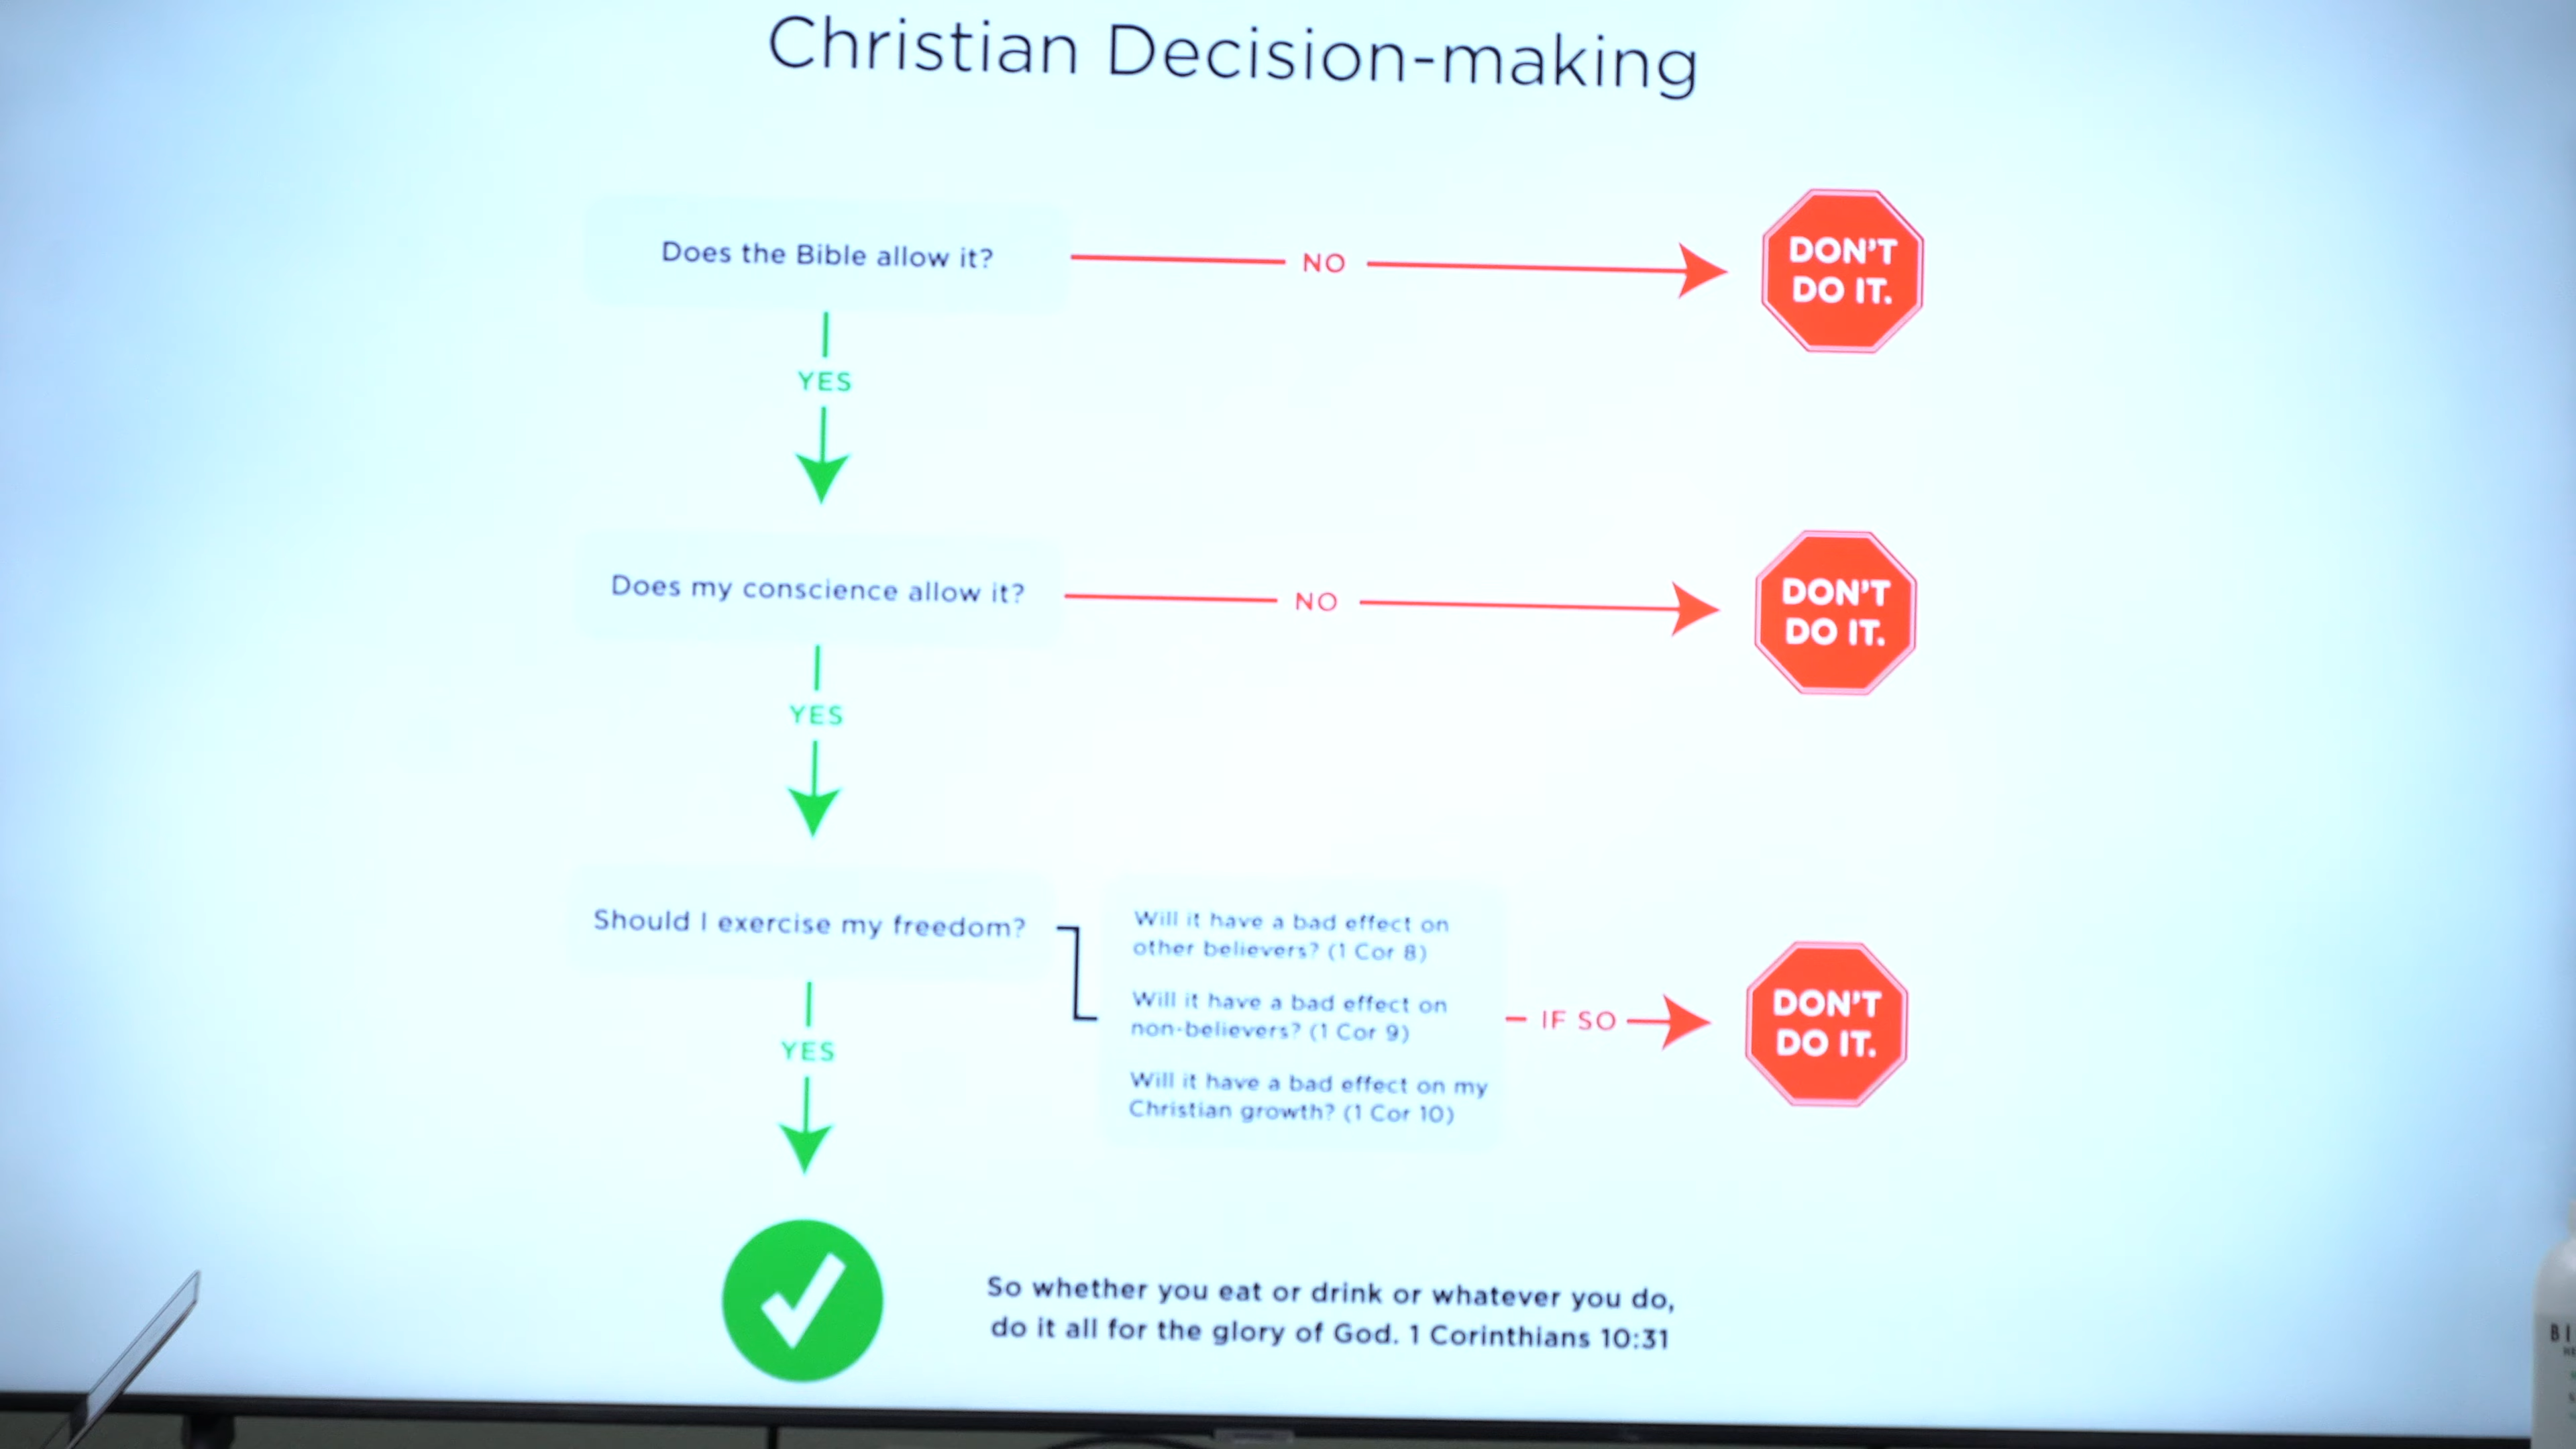 Christian Decision-making
Does the Bible allow it?
NO
DON'T
DO IT.
YES
Does my conscience allow it?
NO
DON'T
DO IT.
YES
Should I exercise my freedom?
Will it have a bad effect on
other believers? (1 Cor 8)
Will it have a bad effect on
non-believers? (1 Cor 9)
Will it have a bad effect on my
Christian growth? (1 Cor 10)
IF SO
DON'T
DO IT.
YES
So whether you eat or drink or whatever you do,
do it all for the glory of God. 1 Corinthians 10:31